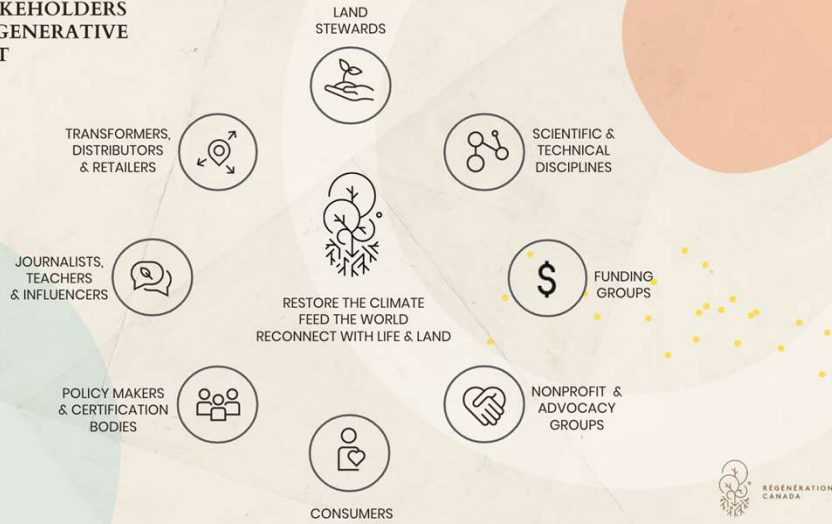 KEHOLDERS
GENERATIVE
T
LAND
STEWARDS
TRANSFORMERS,
DISTRIBUTORS
& RETAILERS
SCIENTIFIC &
TECHNICAL
DISCIPLINES
JOURNALISTS,
TEACHERS
& INFLUENCERS
$
FUNDING
GROUPS
RESTORE THE CLIMATE
FEED THE WORLD
RECONNECT WITH LIFE & LAND
POLICY MAKERS
& CERTIFICATION
BODIES
NONPROFIT &
ADVOCACY
GROUPS
CONSUMERS
RÉGÉNÉRATION
CANADA